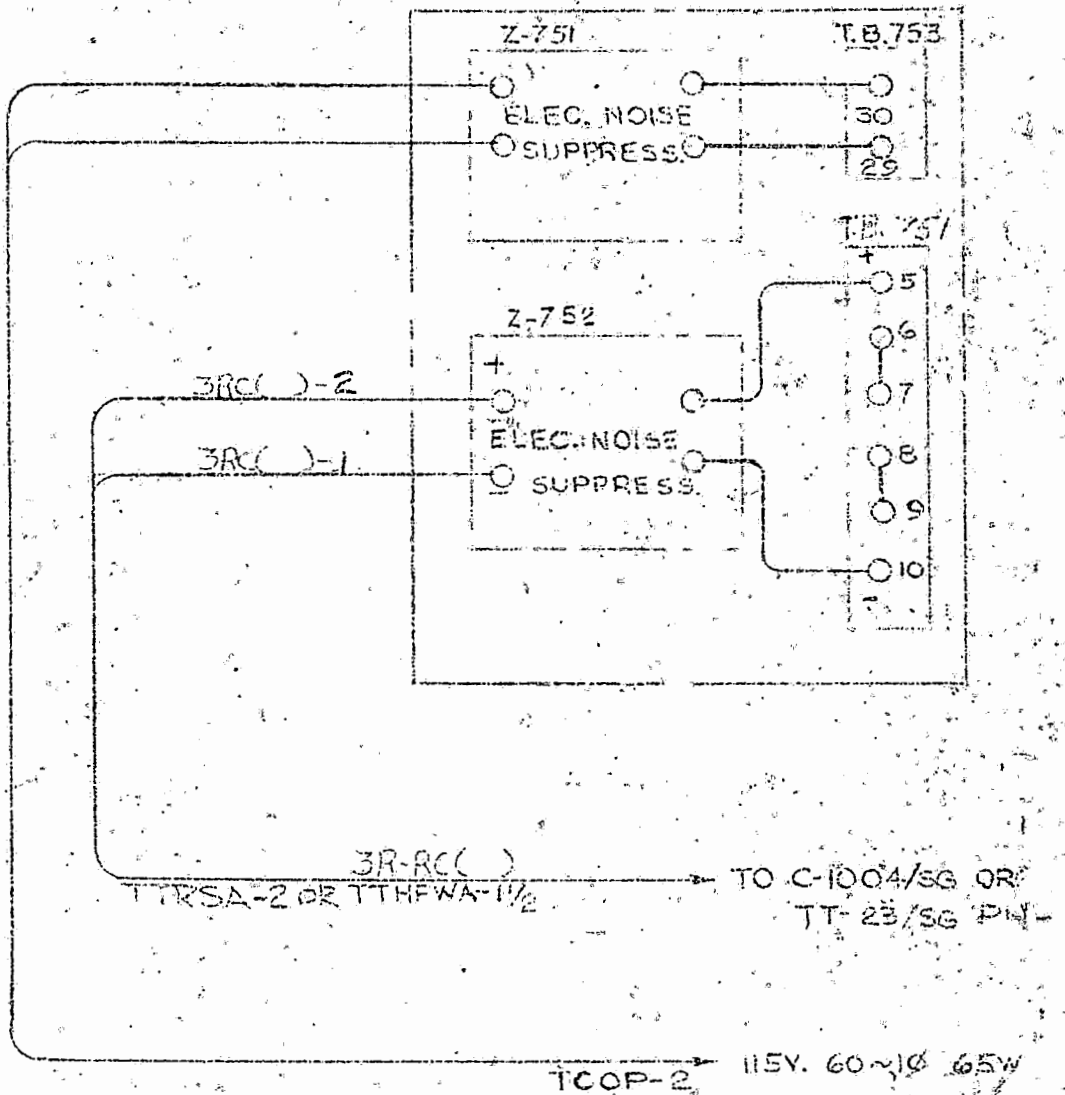 Z-751
T.B.753
ELEC. NOISE
SUPPRESS.
30
29
T.B. 751
+
5
6
7
8
9
10
-
Z-752
+
ELEC. NOISE
SUPPRESS.
-
3RC( )-2
3RC( )-1
3R-RC( )
TTRSA-2 OR TTHFWA-1½
TO C-1004/SG OR
TT-23/SG
TCOP-2
115V. 60~1Ø 65W